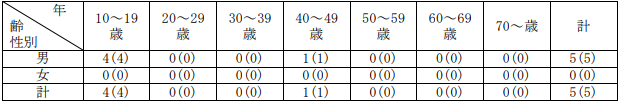 年齢 性別 10～19歳 20～29歳 30～39歳 40～49歳 50～59歳 60～69歳 70～歳 計
男 4(4) 0(0) 0(0) 1(1) 0(0) 0(0) 0(0) 5(5)
女 0(0) 0(0) 0(0) 0(0) 0(0) 0(0) 0(0) 0(0)
計 4(4) 0(0) 0(0) 1(1) 0(0) 0(0) 0(0) 5(5)